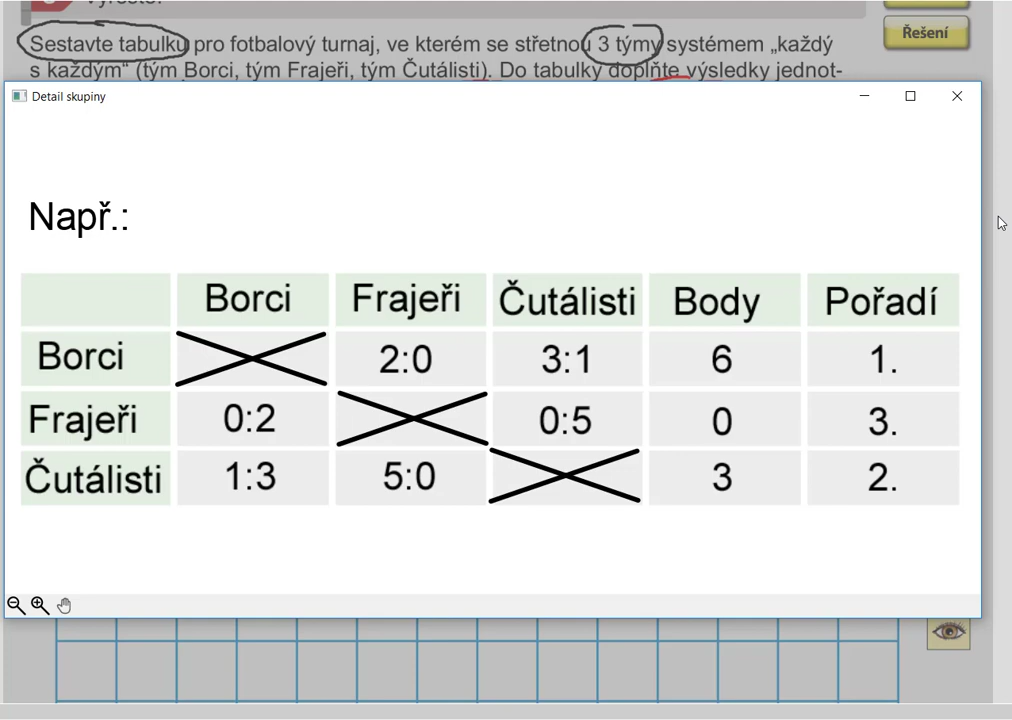 Řešení
Sestavte tabulku pro fotbalový turnaj, ve kterém se střetnou 3 týmy systémem „každý
s každým“ (tým Borci, tým Frajeři, tým Čutálisti). Do tabulky doplňte výsledky jednot-
Detail skupiny
Např.:
Borci Frajeři Čutálisti Body Pořadí
Borci 2:0 3:1 6 1.
Frajeři 0:2 0:5 0 3.
Čutálisti 1:3 5:0 3 2.